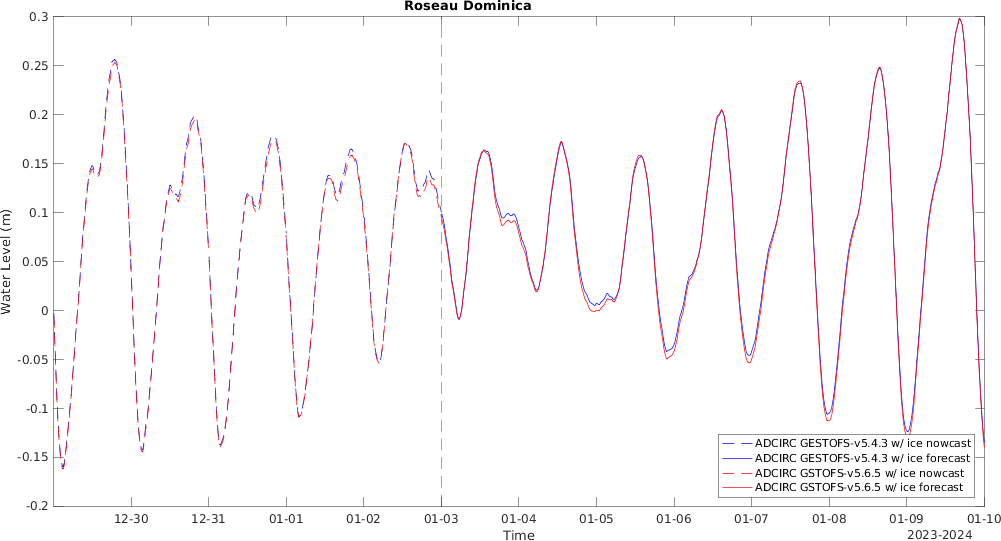 Roseau Dominica
0.3
0.25
0.2
0.15
0.1
0.05
0
-0.05
-0.1
-0.15
-0.2
Water Level (m)
ADCIRC GESTOFS-v5.4.3 w/ ice nowcast
ADCIRC GESTOFS-v5.4.3 w/ ice forecast
ADCIRC GSTOFS-v5.6.5 w/ ice nowcast
ADCIRC GSTOFS-v5.6.5 w/ ice forecast
12-30 12-31 01-01 01-02 01-03 01-04 01-05 01-06 01-07 01-08 01-09 01-10
Time
2023-2024